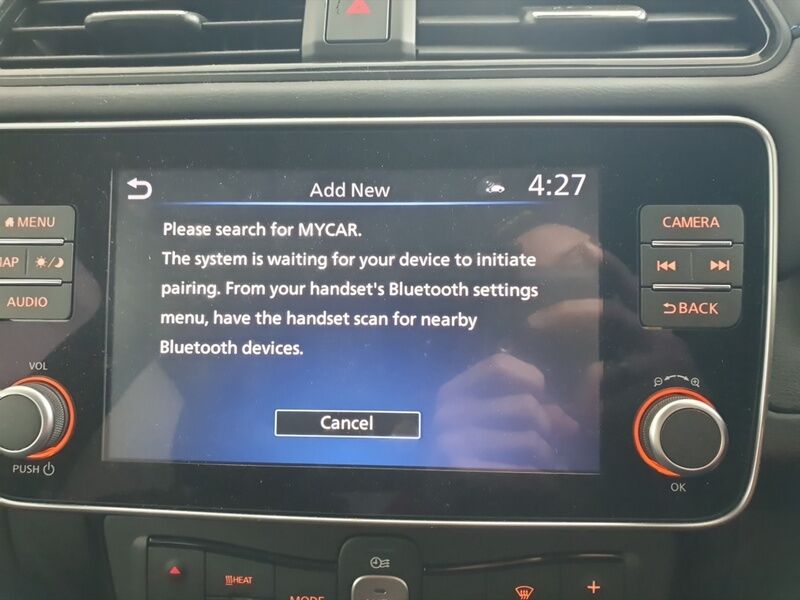 Add New
4:27
Please search for MYCAR.
The system is waiting for your device to initiate
pairing. From your handset's Bluetooth settings
menu, have the handset scan for nearby
Bluetooth devices.
Cancel
MENU
AUDIO
VOL
PUSH
CAMERA
BACK
OK
HEAT
MODE